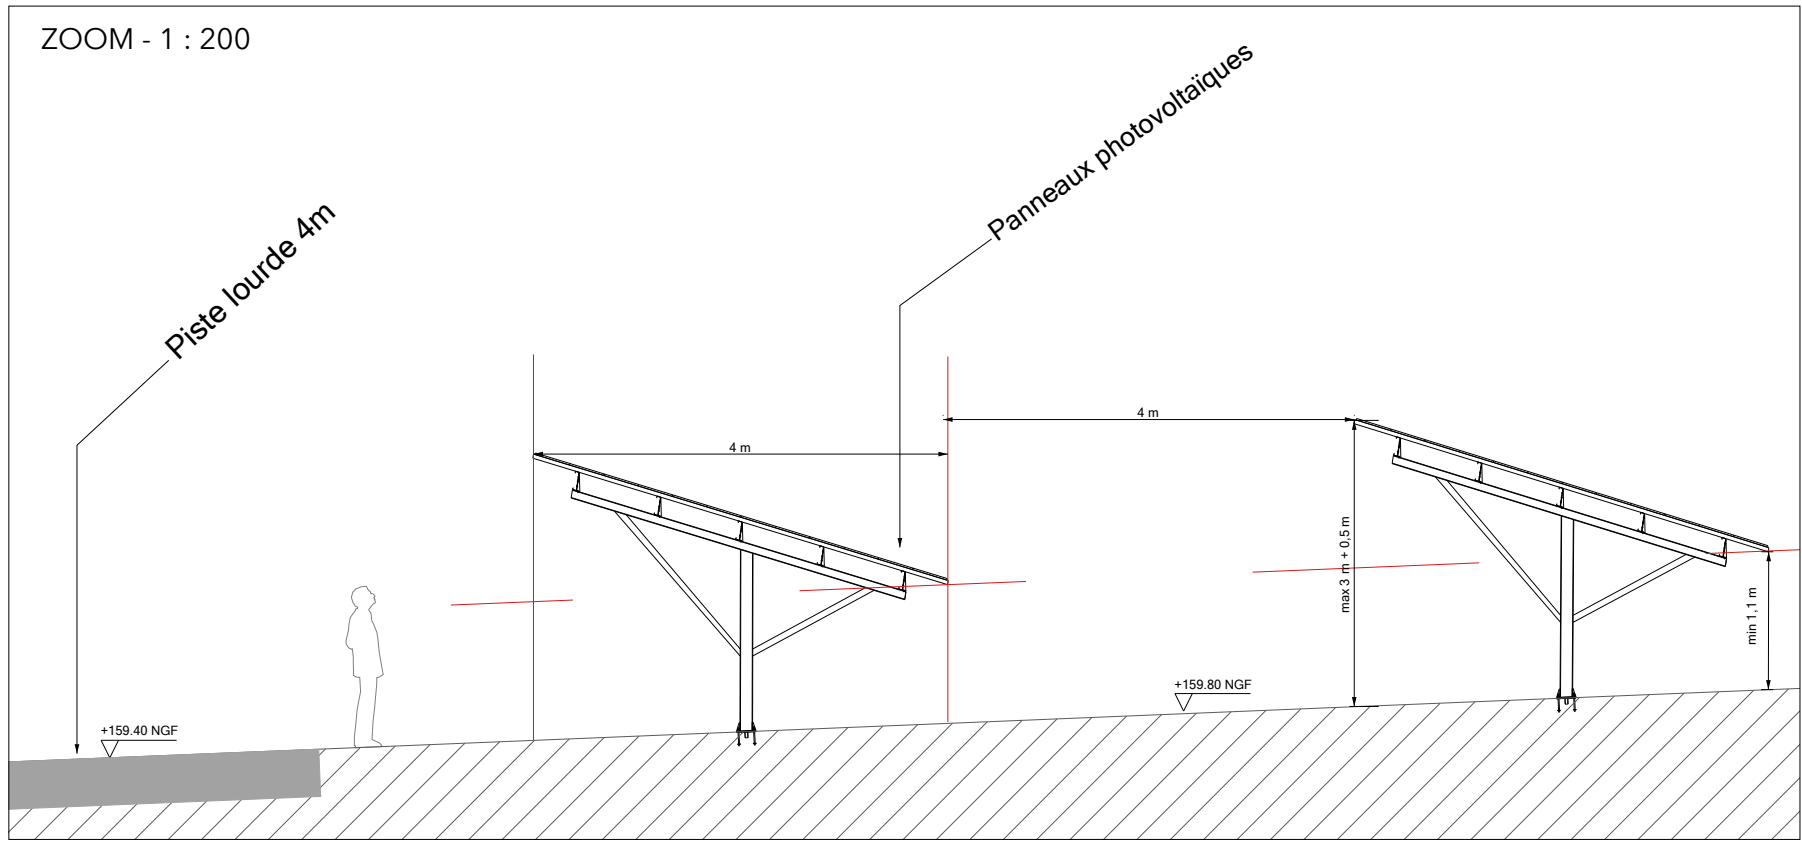 ZOOM - 1 : 200
Panneaux photovoltaïques
Piste lourde 4m
4 m
4 m
max 3 m + 0,5 m
min 1,1 m
+159.80 NGF
+159.40 NGF